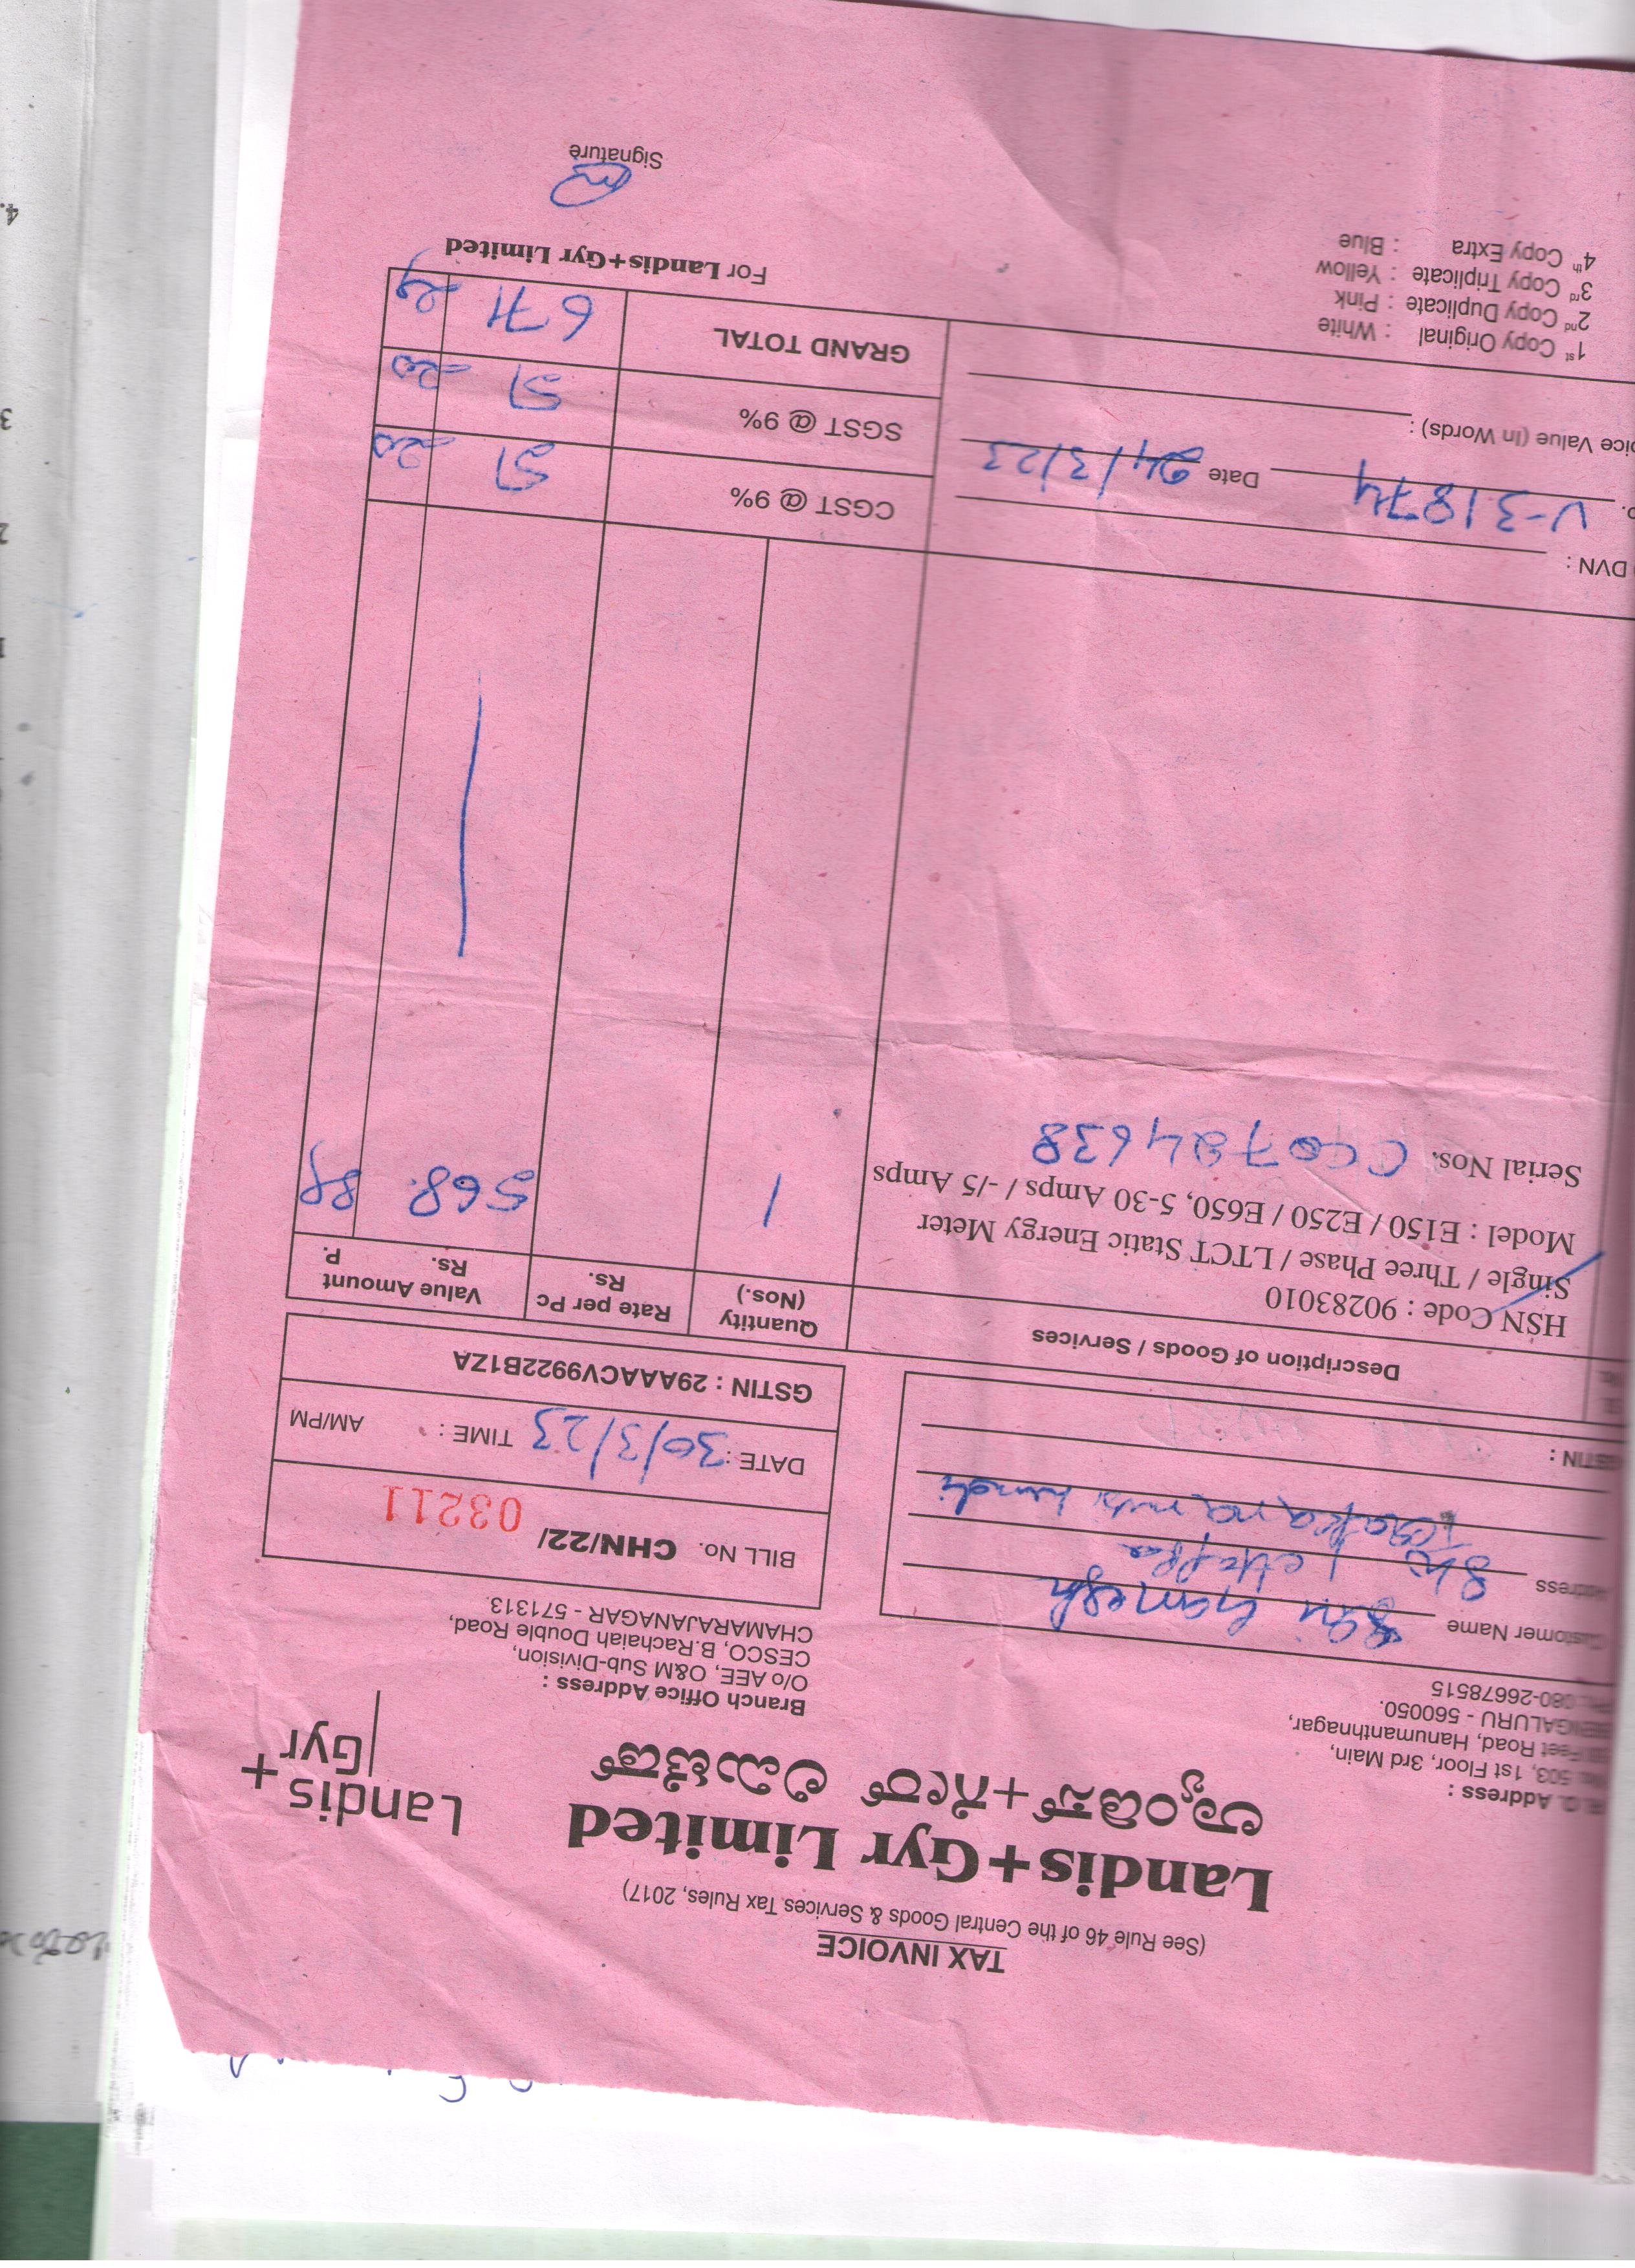 TAX INVOICE
(See Rule 46 of the Central Goods & Services Tax Rules, 2017)
Landis+Gyr Limited
ಲ್ಯಾಂಡಿಸ್+ಗೀರ್ ಲಿಮಿಟೆಡ್
Landis+
Gyr
Address :
503, 1st Floor, 3rd Main,
Feet Road, Hanumanthnagar,
BENGALURU - 560050.
080-26678515
Branch Office Address :
O/o AEE, O&M Sub-Division,
CESCO, B.Rachaiah Double Road,
CHAMARAJANAGAR - 571313.
Customer Name Sri Gamesh
Address S/o
GSTIN :
BILL No. CHN/22/ 03211
DATE : 30/3/23 TIME : AM/PM
GSTIN : 29AAACV9922B1ZA
Description of Goods / Services
Quantity (Nos.)
Rate per Pc Rs.
Value Amount Rs. P.
HSN Code : 90283010
Single / Three Phase / LTCT Static Energy Meter
Model : E150 / E250 / E650, 5-30 Amps / -/5 Amps
1 568. 89
Serial Nos.
DVN :
V-31874 Date 24/3/23
Value (In Words) :
CGST @ 9% 51 20
SGST @ 9% 51 20
GRAND TOTAL 671 29
1st Copy Original : White
2nd Copy Duplicate : Pink
3rd Copy Triplicate : Yellow
4th Copy Extra : Blue
For Landis+Gyr Limited
Signature